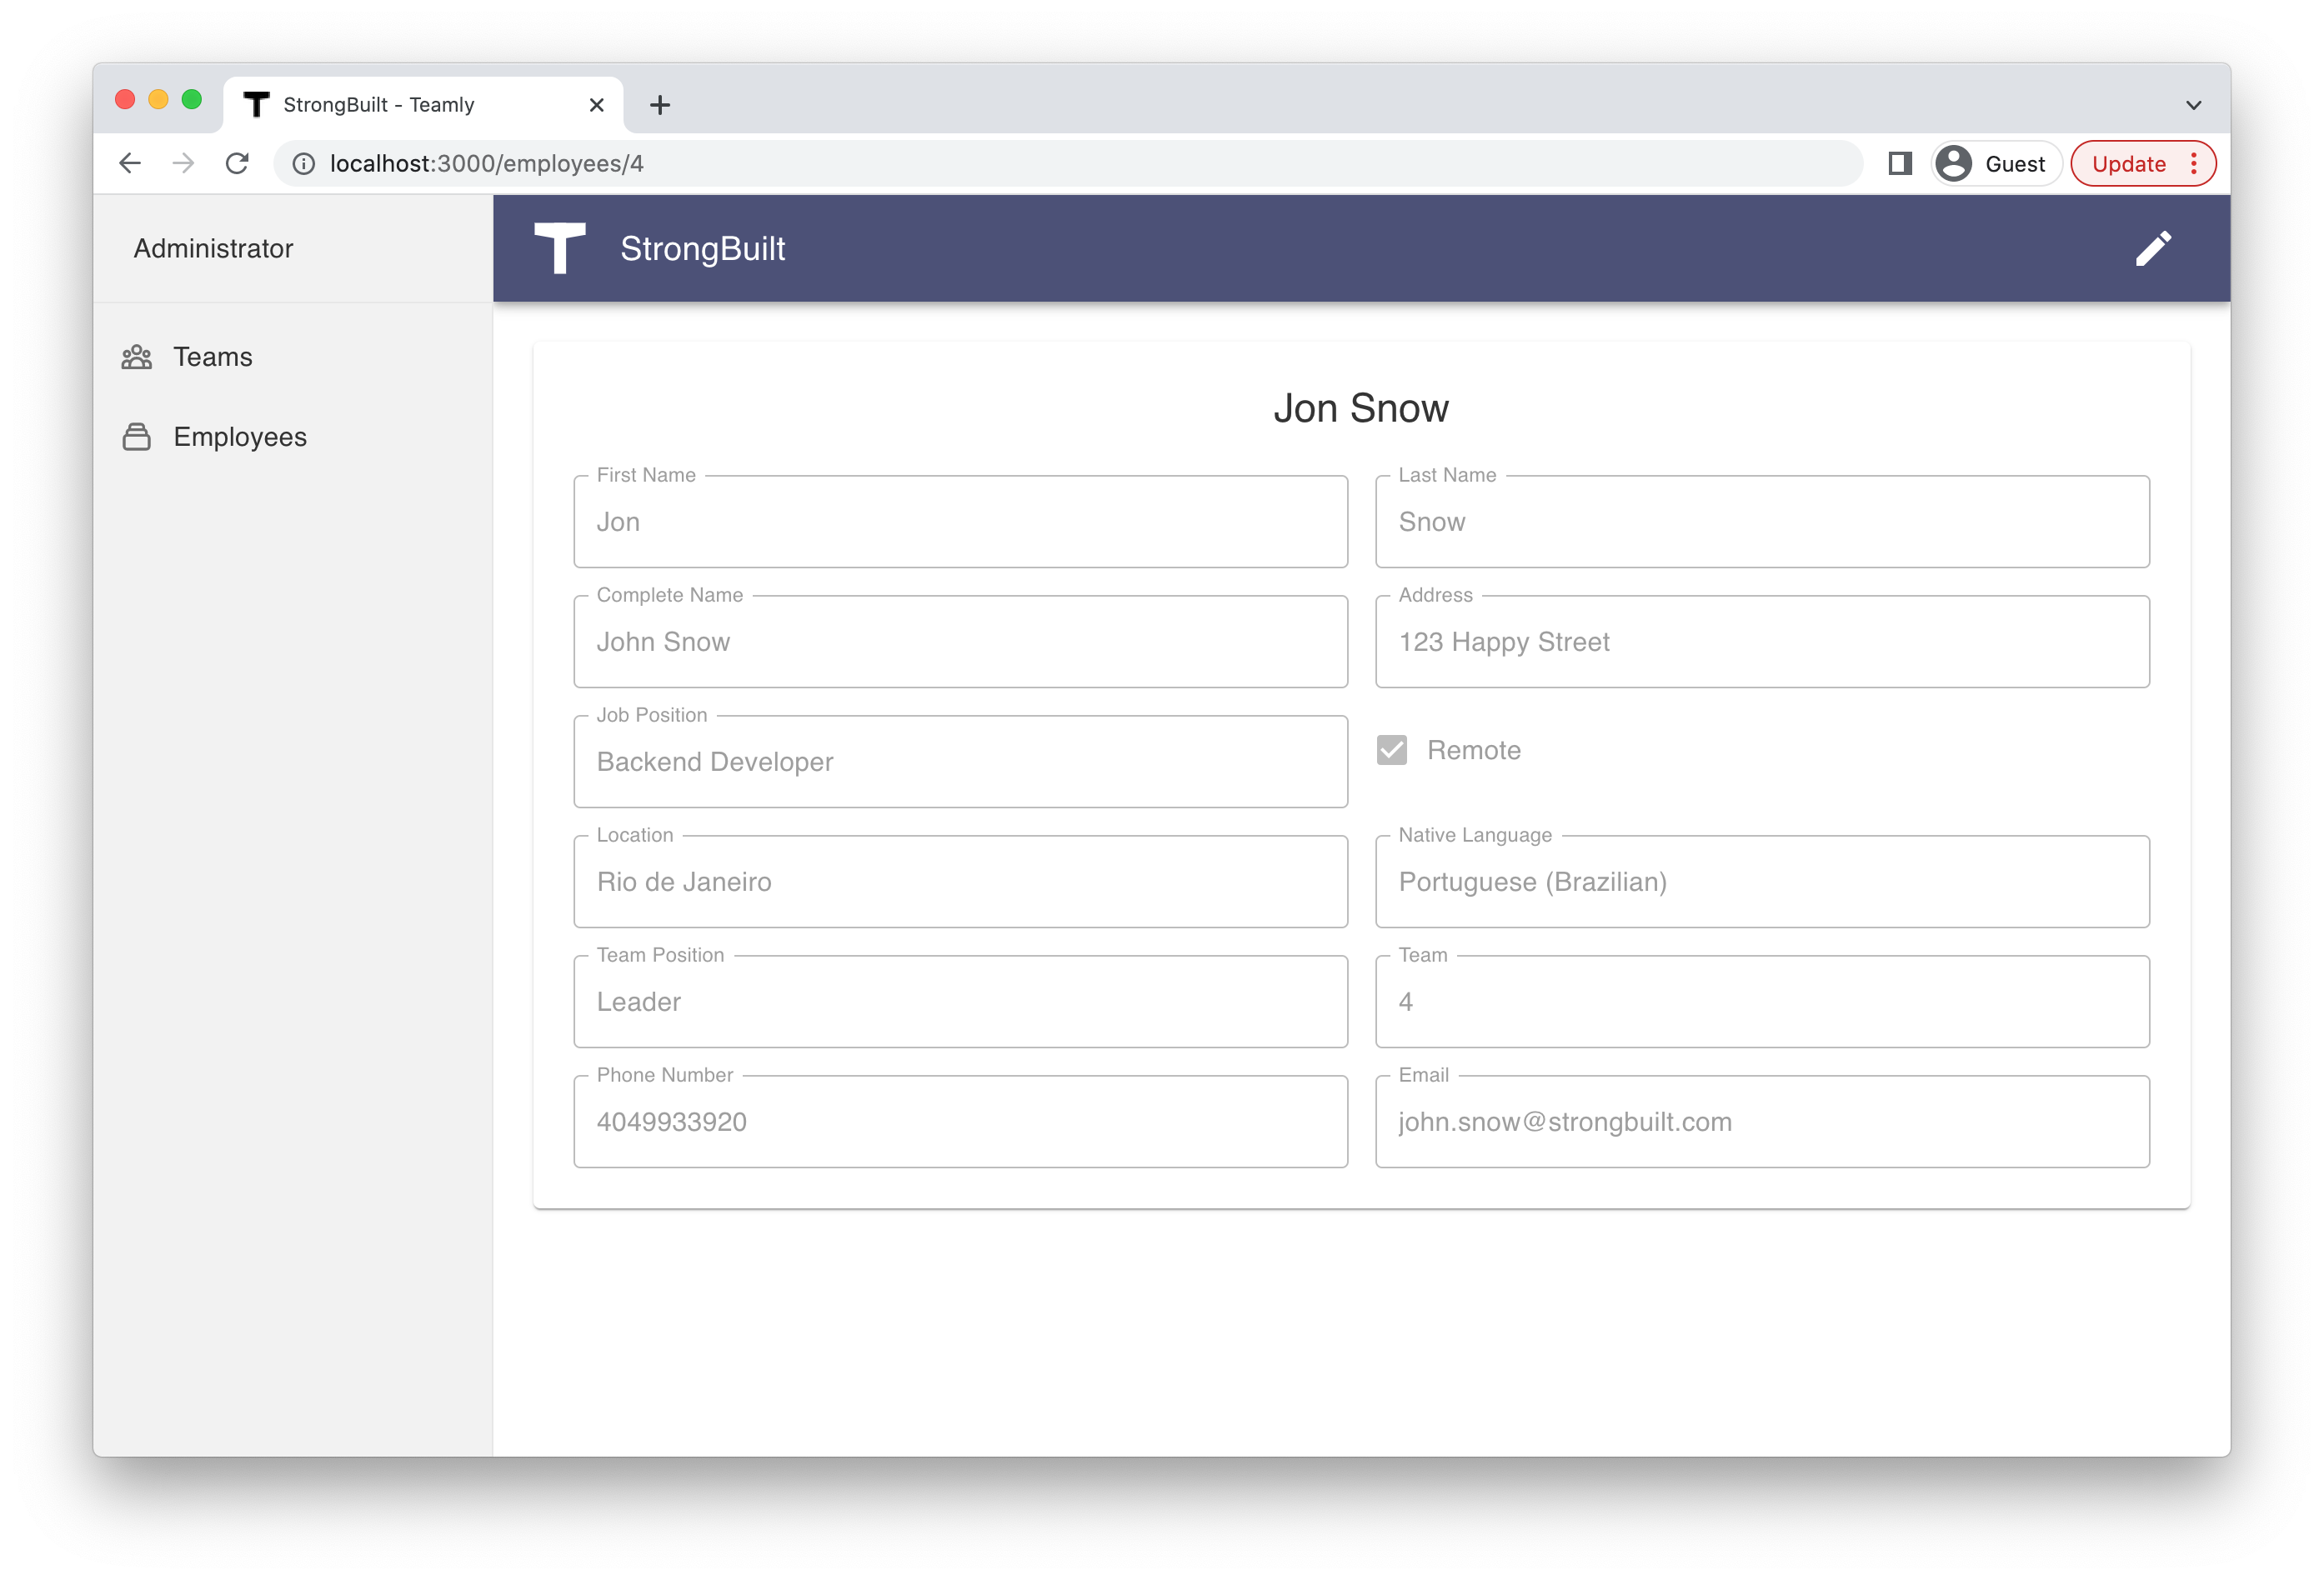 StrongBuilt - Teamly
localhost:3000/employees/4
Guest
Update
Administrator
StrongBuilt
Teams
Employees
Jon Snow
First Name
Jon
Last Name
Snow
Complete Name
John Snow
Address
123 Happy Street
Job Position
Backend Developer
Remote
Location
Rio de Janeiro
Native Language
Portuguese (Brazilian)
Team Position
Leader
Team
4
Phone Number
4049933920
Email
john.snow@strongbuilt.com